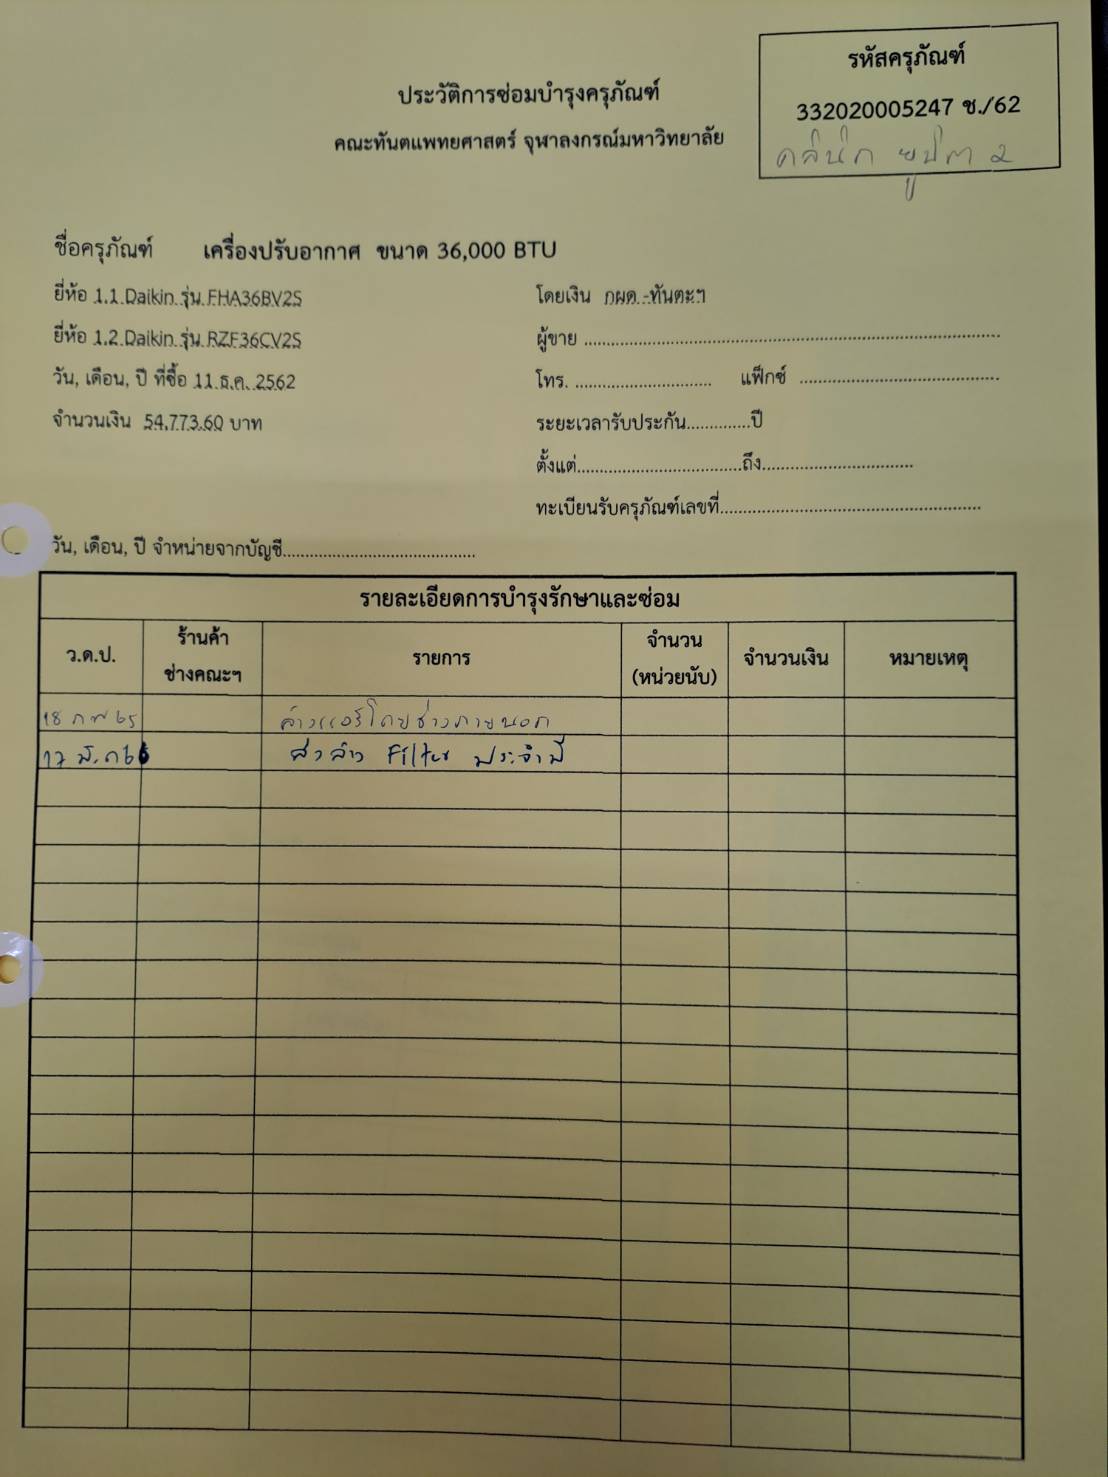 รหัสครุภัณฑ์
332020005247 ช./62
คลินิก ยูนิต 2
ประวัติการซ่อมบำรุงครุภัณฑ์
คณะทันตแพทยศาสตร์ จุฬาลงกรณ์มหาวิทยาลัย
ชื่อครุภัณฑ์ เครื่องปรับอากาศ ขนาด 36,000 BTU
ยี่ห้อ 1.1 Daikin รุ่น FHA36BV2S โดยเงิน กผด.-ทันตะฯ
ยี่ห้อ 1.2 Daikin รุ่น RZF36CV2S ผู้ขาย
วัน, เดือน, ปี ที่ซื้อ 11 ธ.ค. 2562 โทร. แฟ็กซ์
จำนวนเงิน 54,773.60 บาท ระยะเวลารับประกัน ปี
ตั้งแต่ ถึง
ทะเบียนรับครุภัณฑ์เลขที่
วัน, เดือน, ปี จำหน่ายจากบัญชี
รายละเอียดการบำรุงรักษาและซ่อม
ว.ด.ป. ร้านค้า ช่างคณะฯ รายการ จำนวน (หน่วยนับ) จำนวนเงิน หมายเหตุ
18 กพ 65 ล้างแอร์โดยช่างภายนอก
17 มี.ค 66 ส่งล้าง Filter ประจำปี